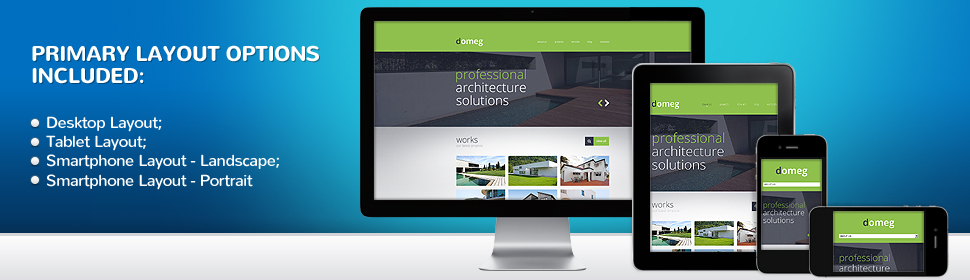 PRIMARY LAYOUT OPTIONS
INCLUDED:
Desktop Layout;
Tablet Layout;
Smartphone Layout - Landscape;
Smartphone Layout - Portrait
domeg
professional
architecture
solutions
works
domeg
professional
architecture
solutions
works
domeg
professional
architecture
solutions
domeg
professional
architecture